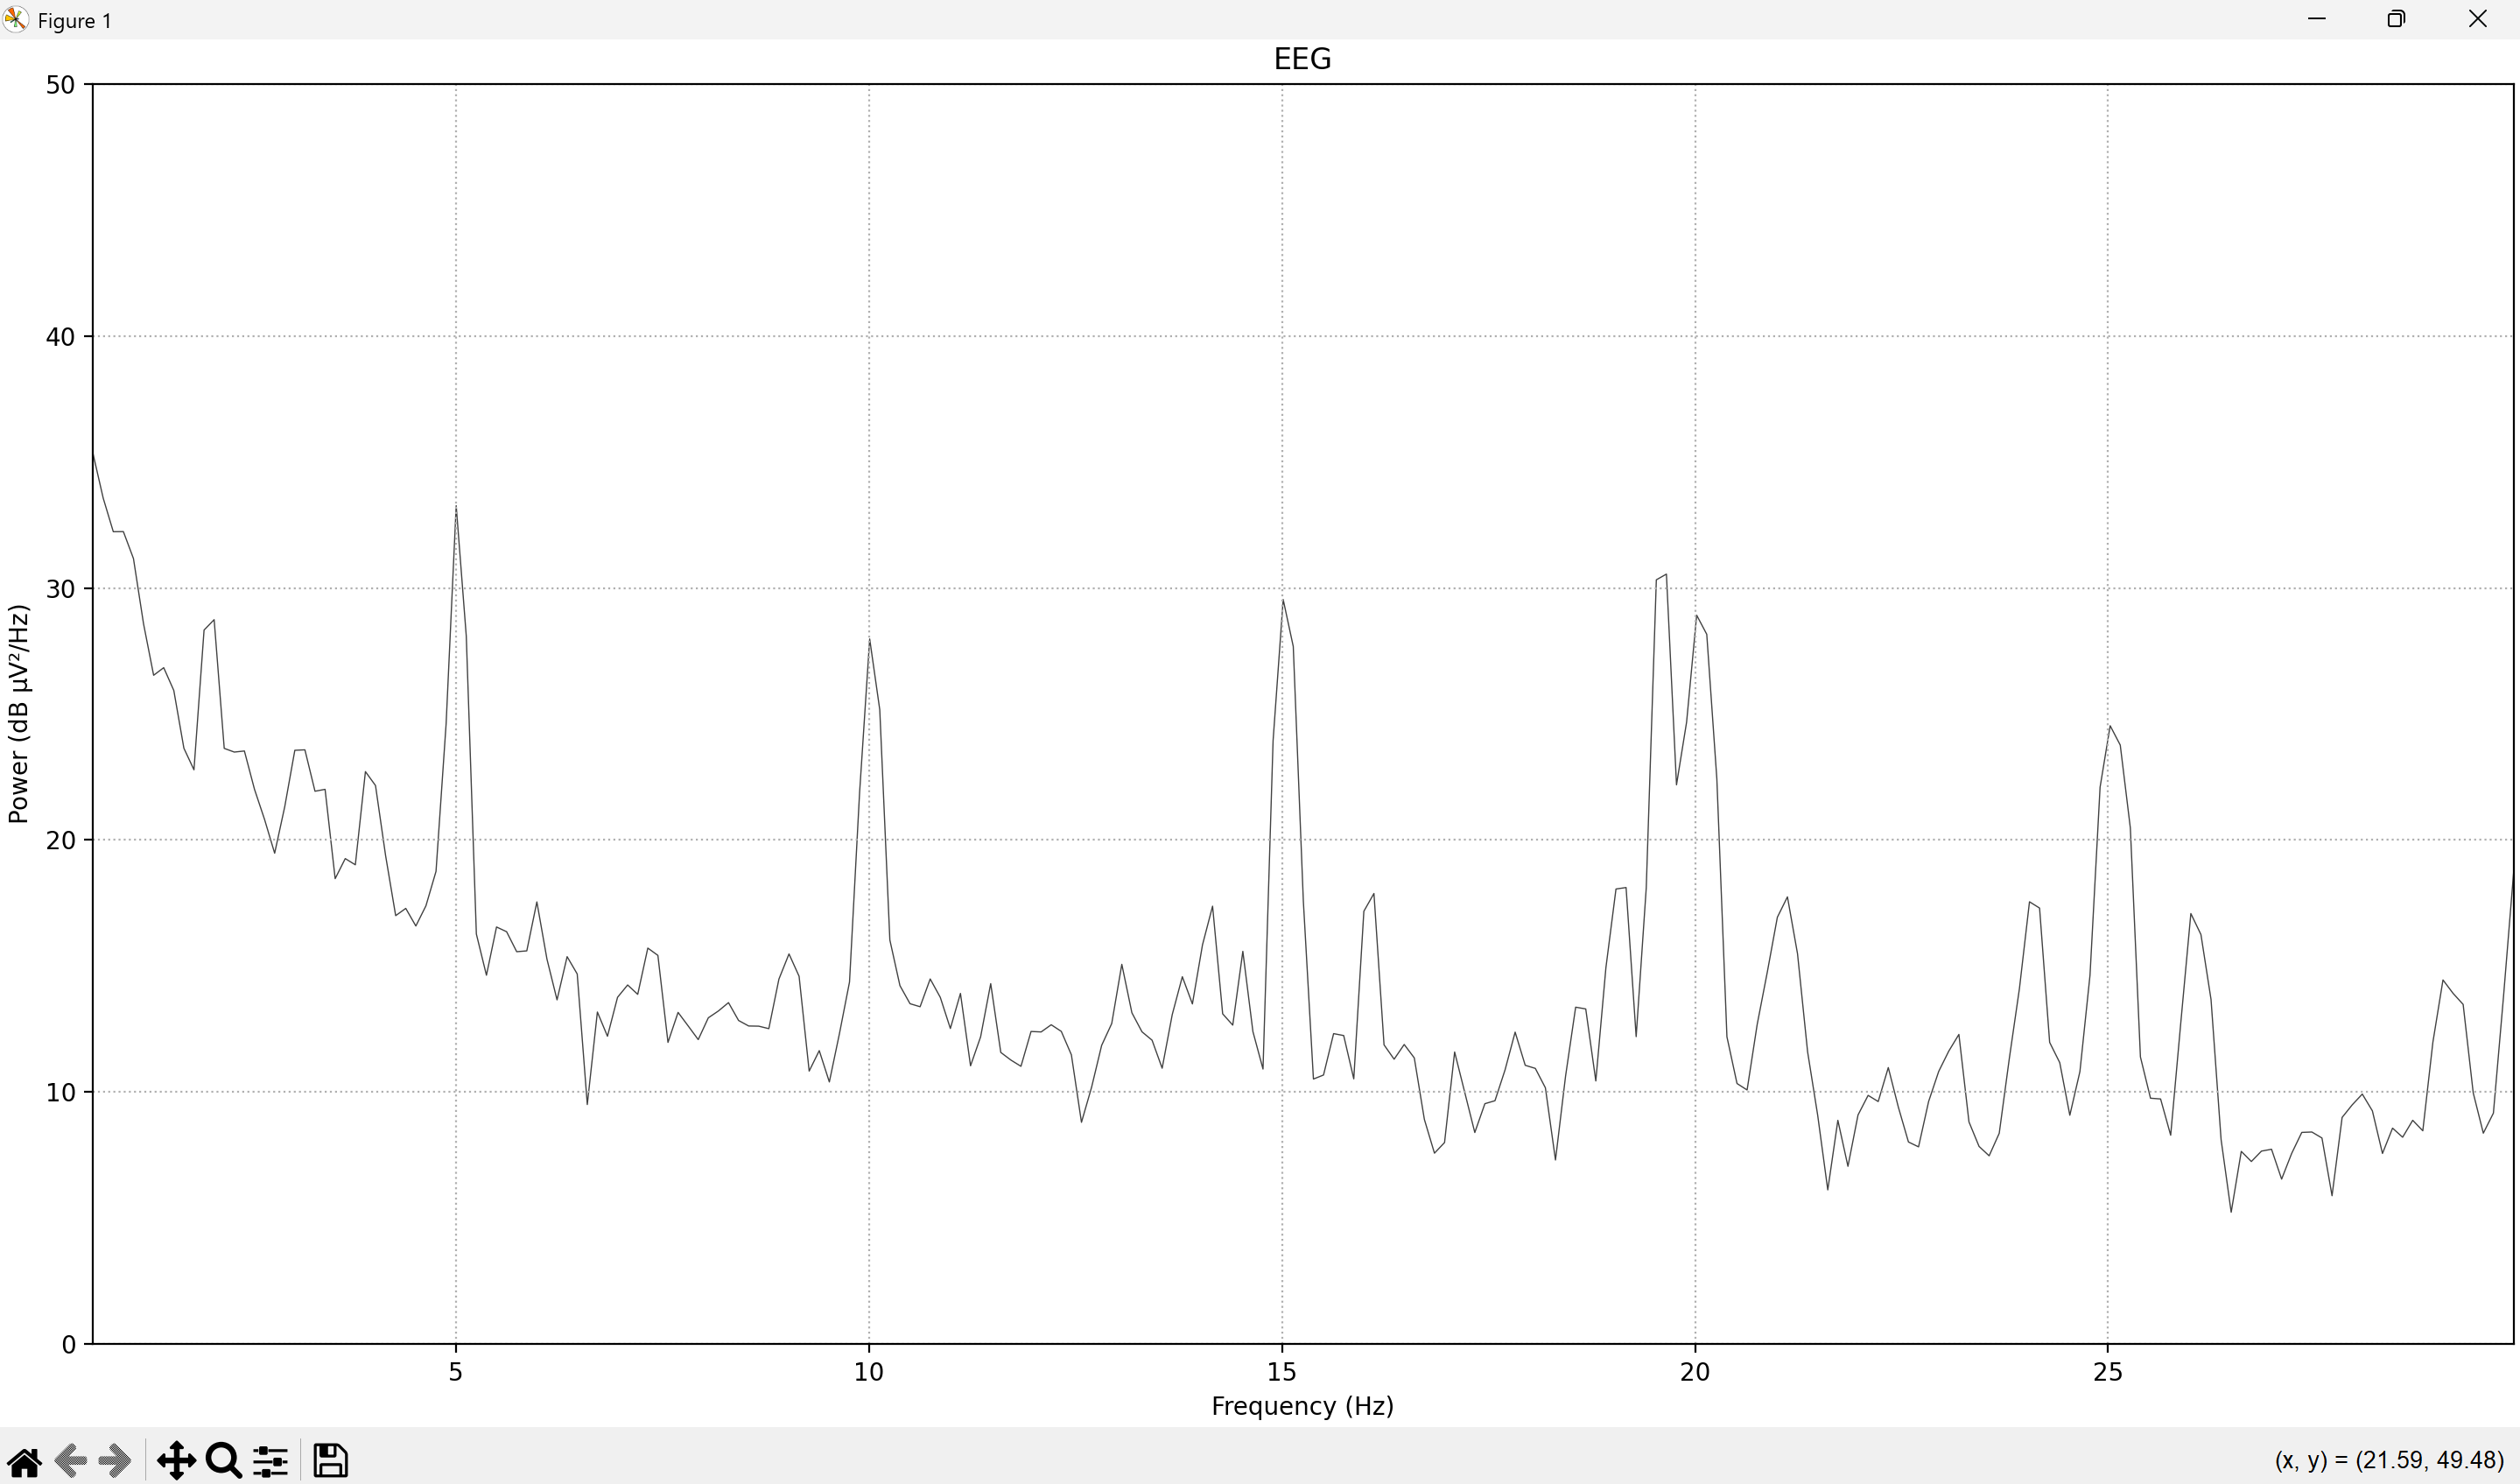 Figure 1
EEG
50
40
30
20
10
0
Power (dB µV²/Hz)
5 10 15 20 25
Frequency (Hz)
(x, y) = (21.59, 49.48)